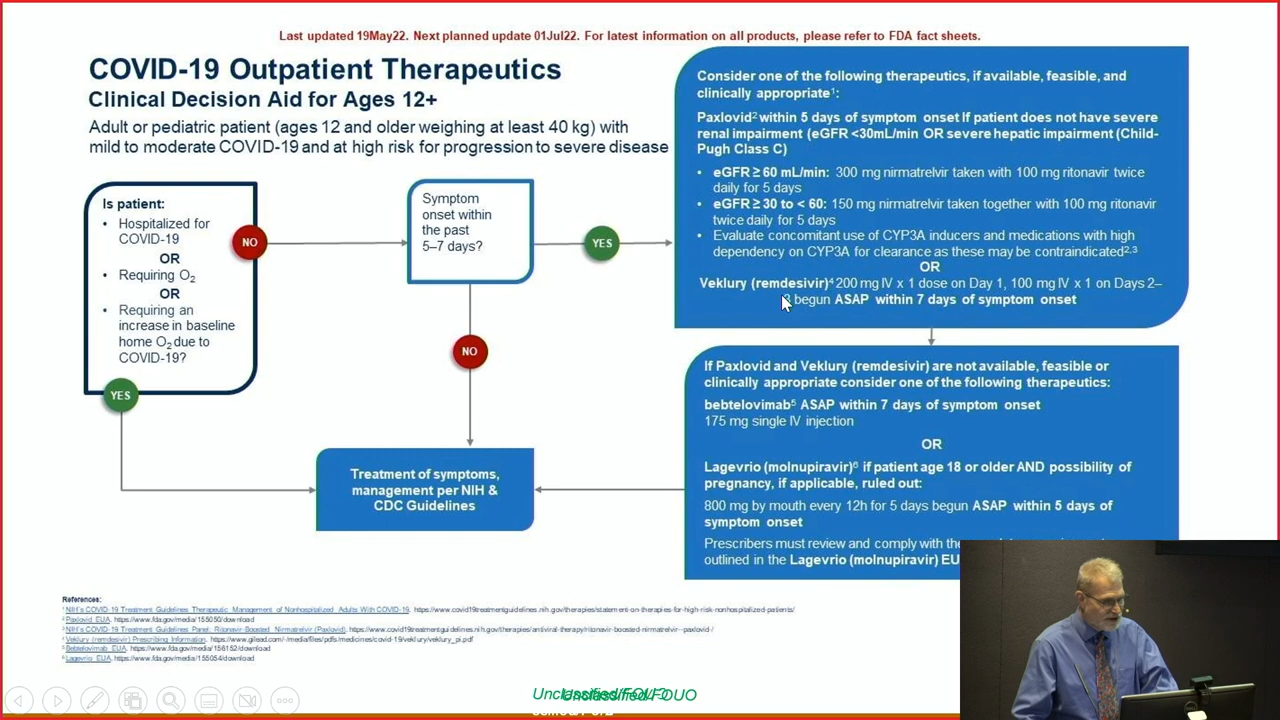 Last updated 19May22. Next planned update 01Jul22. For latest information on all products, please refer to FDA fact sheets.
COVID-19 Outpatient Therapeutics
Clinical Decision Aid for Ages 12+
Adult or pediatric patient (ages 12 and older weighing at least 40 kg) with
mild to moderate COVID-19 and at high risk for progression to severe disease
Is patient:
• Hospitalized for
COVID-19
OR
• Requiring O2
OR
• Requiring an
increase in baseline
home O2 due to
COVID-19?
NO
YES
Symptom
onset within
the past
5–7 days?
YES
NO
Treatment of symptoms,
management per NIH &
CDC Guidelines
Consider one of the following therapeutics, if available, feasible, and
clinically appropriate1:
Paxlovid2 within 5 days of symptom onset If patient does not have severe
renal impairment (eGFR <30mL/min OR severe hepatic impairment (Child-
Pugh Class C)
• eGFR ≥ 60 mL/min: 300 mg nirmatrelvir taken with 100 mg ritonavir twice
daily for 5 days
• eGFR ≥ 30 to < 60: 150 mg nirmatrelvir taken together with 100 mg ritonavir
twice daily for 5 days
• Evaluate concomitant use of CYP3A inducers and medications with high
dependency on CYP3A for clearance as these may be contraindicated2,3
OR
Veklury (remdesivir)4 200 mg IV x 1 dose on Day 1, 100 mg IV x 1 on Days 2–
begun ASAP within 7 days of symptom onset
If Paxlovid and Veklury (remdesivir) are not available, feasible or
clinically appropriate consider one of the following therapeutics:
bebtelovimab5 ASAP within 7 days of symptom onset
175 mg single IV injection
OR
Lagevrio (molnupiravir)6 if patient age 18 or older AND possibility of
pregnancy, if applicable, ruled out:
800 mg by mouth every 12h for 5 days begun ASAP within 5 days of
symptom onset
Prescribers must review and comply with the
outlined in the Lagevrio (molnupiravir) EU
References:
1 NIH's COVID-19 Treatment Guidelines Therapeutic Management of Nonhospitalized Adults With COVID-19. https://www.covid19treatmentguidelines.nih.gov/therapies/statement-on-therapies-for-high-risk-nonhospitalized-patients/
2 Paxlovid EUA. https://www.fda.gov/media/155050/download
3 NIH's COVID-19 Treatment Guidelines Panel: Ritonavir-Boosted Nirmatrelvir (Paxlovid). https://www.covid19treatmentguidelines.nih.gov/therapies/antiviral-therapy/ritonavir-boosted-nirmatrelvir--paxlovid-/
4 Veklury (remdesivir) Prescribing Information. https://www.gilead.com/-/media/files/pdfs/medicines/covid-19/veklury/veklury_pi.pdf
5 Bebtelovimab EUA. https://www.fda.gov/media/156152/download
6 Lagevrio EUA. https://www.fda.gov/media/155054/download
Unclassified/FOUO